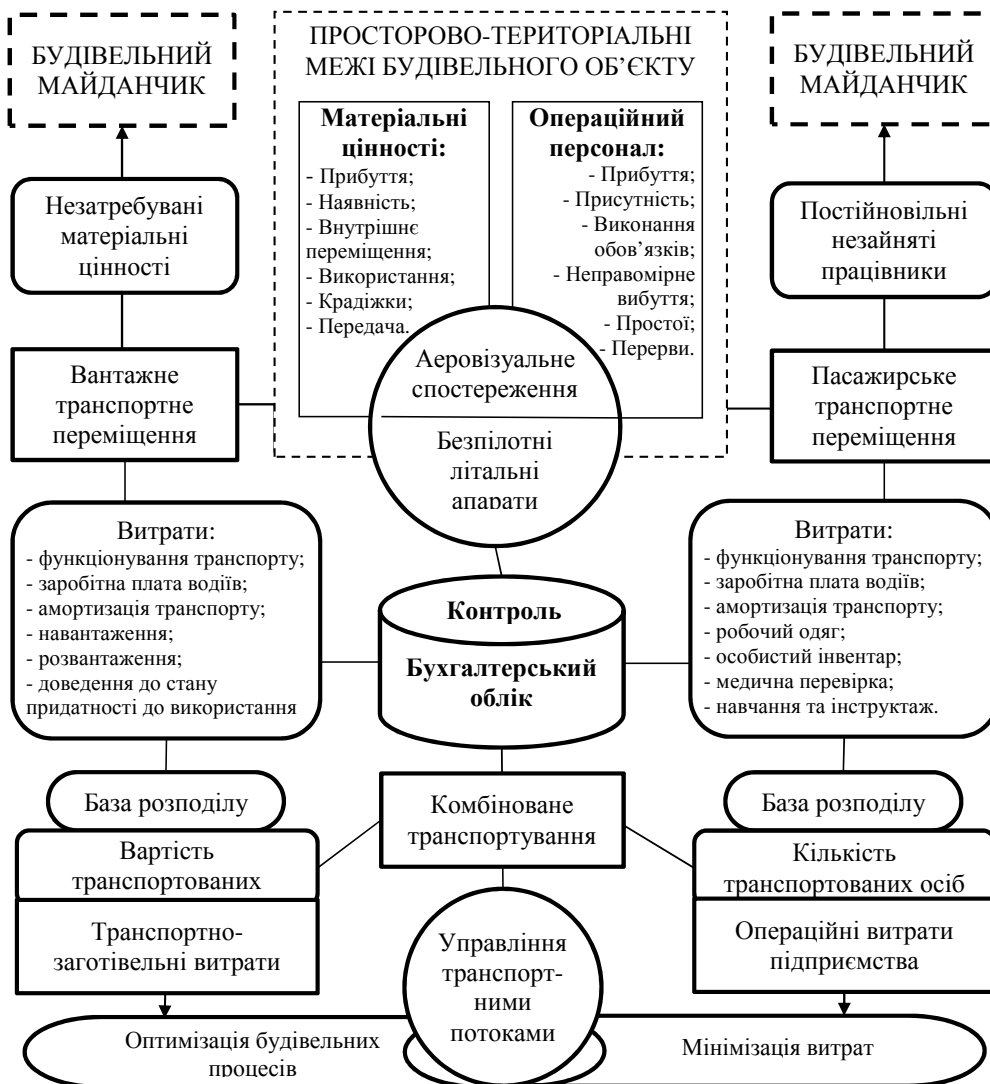 БУДІВЕЛЬНИЙ
МАЙДАНЧИК
ПРОСТОРОВО-ТЕРИТОРІАЛЬНІ
МЕЖІ БУДІВЕЛЬНОГО ОБ’ЄКТУ
БУДІВЕЛЬНИЙ
МАЙДАНЧИК
Матеріальні
цінності:
- Прибуття;
- Наявність;
- Внутрішнє
переміщення;
- Використання;
- Крадіжки;
- Передача.
Операційний
персонал:
- Прибуття;
- Присутність;
- Виконання
обов’язків;
- Неправомірне
вибуття;
- Простої;
- Перерви.
Незатребувані
матеріальні
цінності
Постійновільні
незайняті
працівники
Аеровізуальне
спостереження
Безпілотні
літальні
апарати
Вантажне
транспортне
переміщення
Пасажирське
транспортне
переміщення
Витрати:
- функціонування транспорту;
- заробітна плата водіїв;
- амортизація транспорту;
- навантаження;
- розвантаження;
- доведення до стану
придатності до використання
Контроль
Бухгалтерський
облік
Витрати:
- функціонування транспорту;
- заробітна плата водіїв;
- амортизація транспорту;
- робочий одяг;
- особистий інвентар;
- медична перевірка;
- навчання та інструктаж.
База розподілу
Комбіноване
транспортування
База розподілу
Вартість
транспортованих
Кількість
транспортованих осіб
Транспортно-
заготівельні витрати
Операційні витрати
підприємства
Управління
транспорт-
ними
потоками
Оптимізація будівельних
процесів
Мінімізація витрат